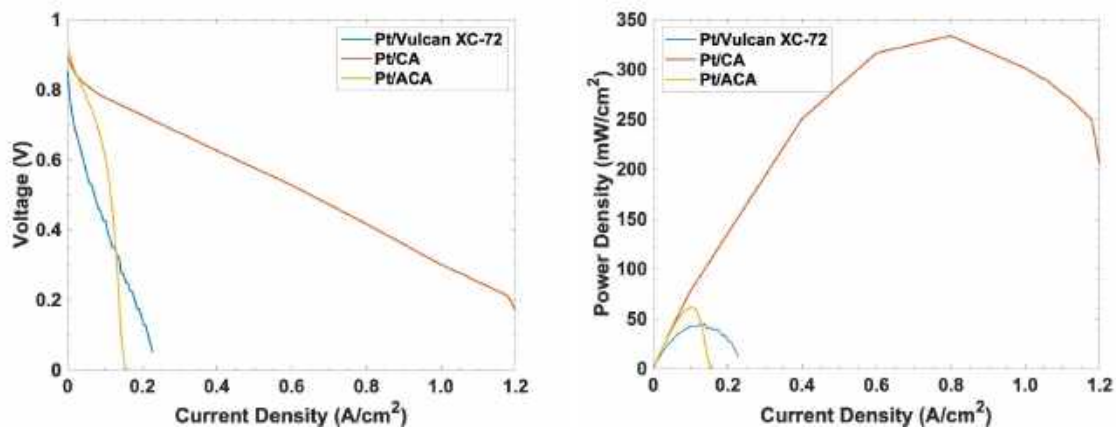 1
0.8
0.6
0.4
0.2
0
Voltage (V)
Pt/Vulcan XC-72
Pt/CA
Pt/ACA
0 0.2 0.4 0.6 0.8 1.0 1.2
Current Density (A/cm²)
350
300
250
200
150
100
50
0
Power Density (mW/cm²)
Pt/Vulcan XC-72
Pt/CA
Pt/ACA
0 0.2 0.4 0.6 0.8 1.0 1.2
Current Density (A/cm²)